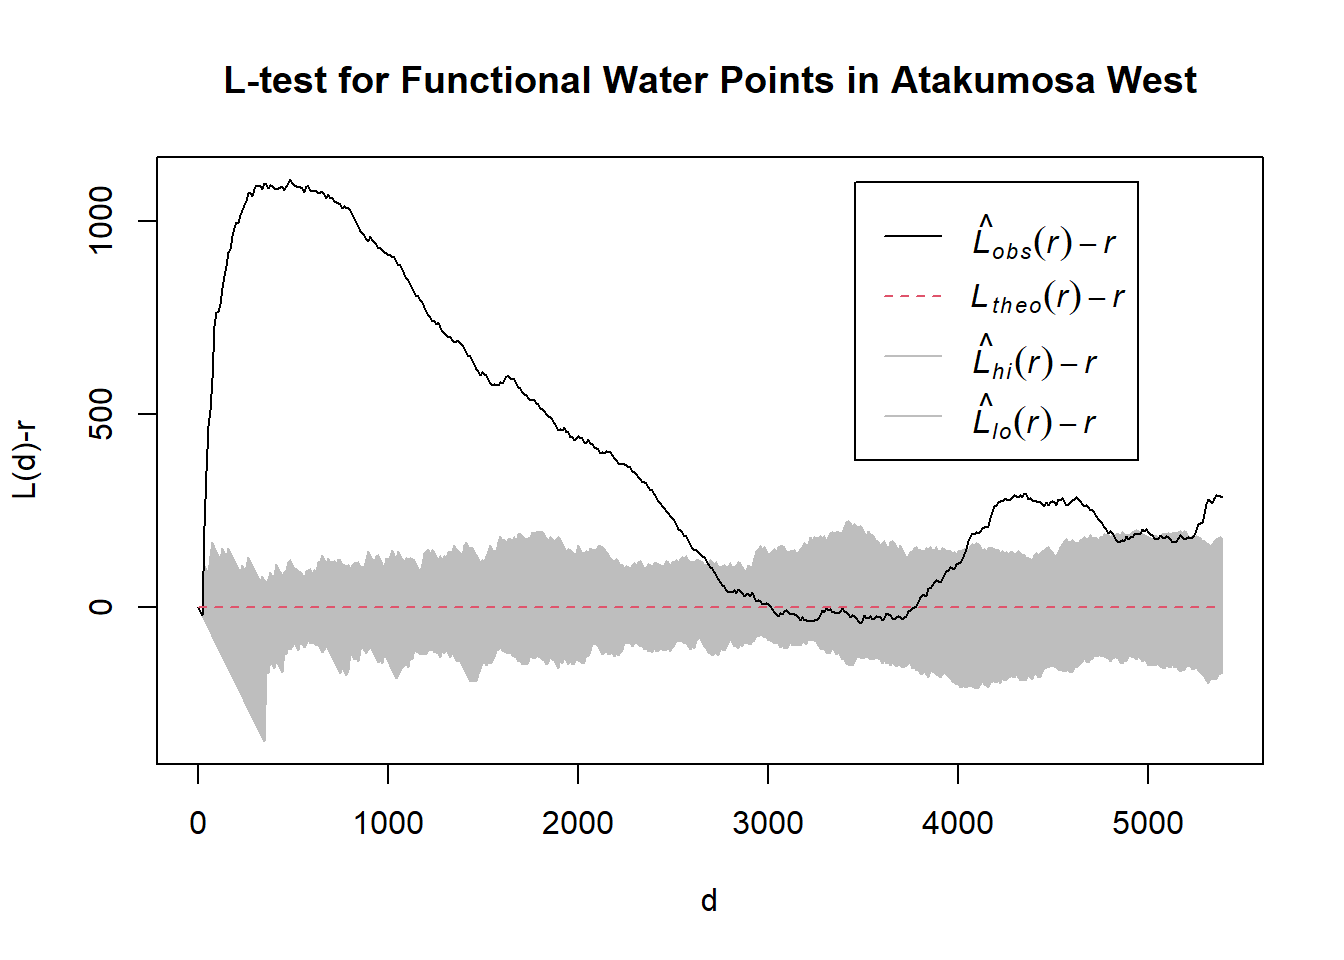 L-test for Functional Water Points in Atakumosa West
L(d)-r
1000
500
0
L̂obs(r) – r
Ltheo(r) – r
L̂hi(r) – r
L̂lo(r) – r
0 1000 2000 3000 4000 5000
d